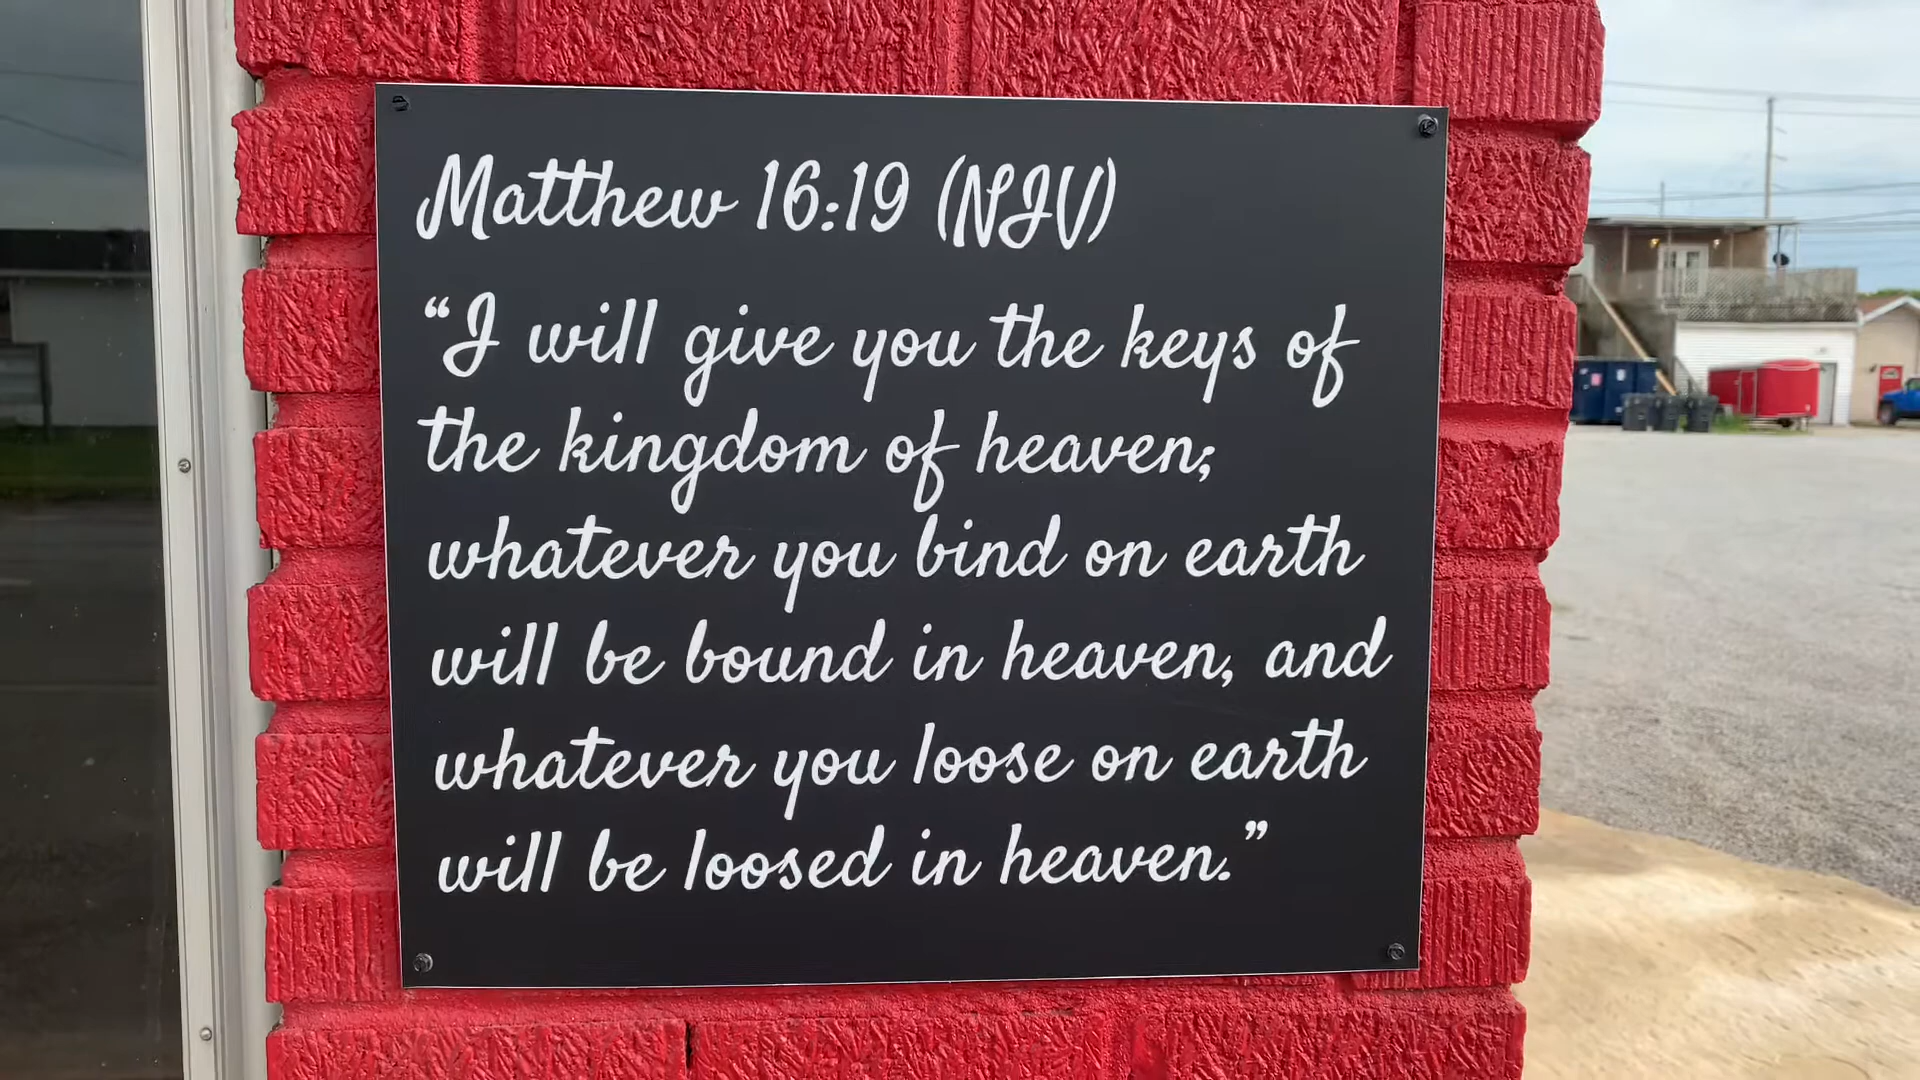 Matthew 16:19 (NIV)
“I will give you the keys of
the kingdom of heaven;
whatever you bind on earth
will be bound in heaven, and
whatever you loose on earth
will be loosed in heaven.”